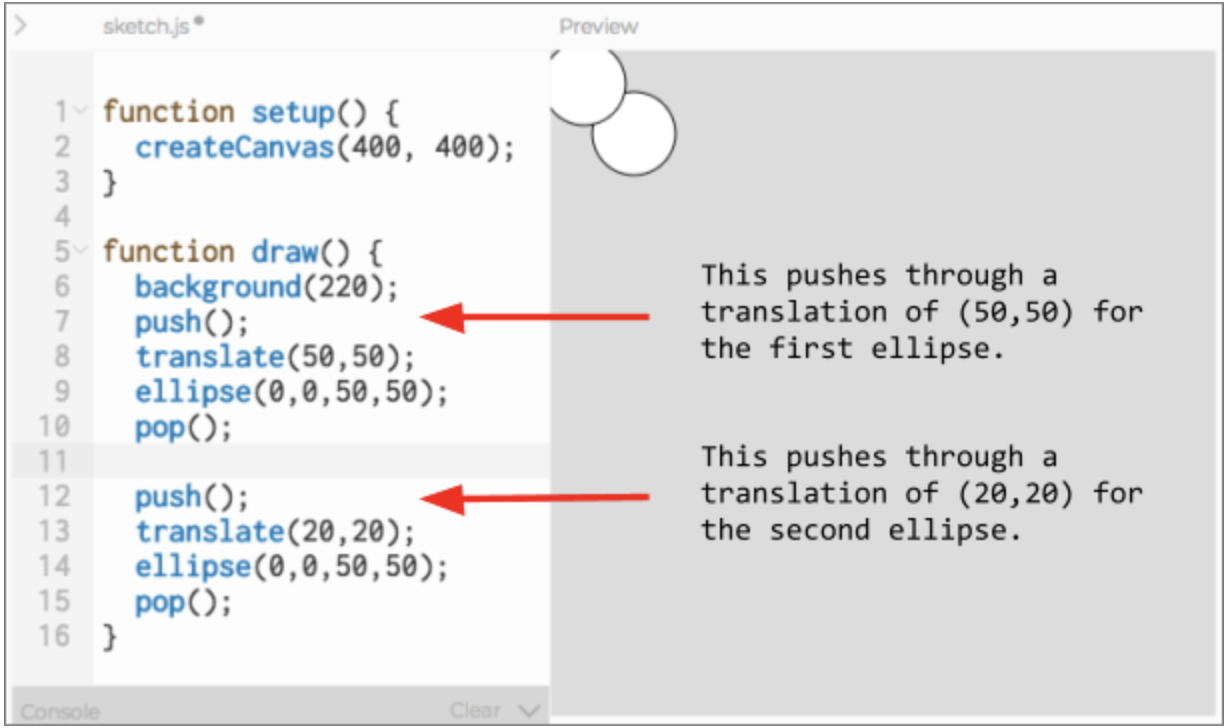 sketch.js
Preview
1 function setup() {
2 createCanvas(400, 400);
3 }
4
5 function draw() {
6 background(220);
7 push();
8 translate(50,50);
9 ellipse(0,0,50,50);
10 pop();
11
12 push();
13 translate(20,20);
14 ellipse(0,0,50,50);
15 pop();
16 }
This pushes through a
translation of (50,50) for
the first ellipse.
This pushes through a
translation of (20,20) for
the second ellipse.
Console
Clear